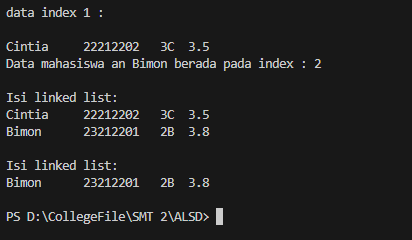 data index 1 :
Cintia 22212202 3C 3.5
Data mahasiswa an Bimon berada pada index : 2
Isi linked list:
Cintia 22212202 3C 3.5
Bimon 23212201 2B 3.8
Isi linked list:
Bimon 23212201 2B 3.8
PS D:\CollegeFile\SMT 2\ALSD>